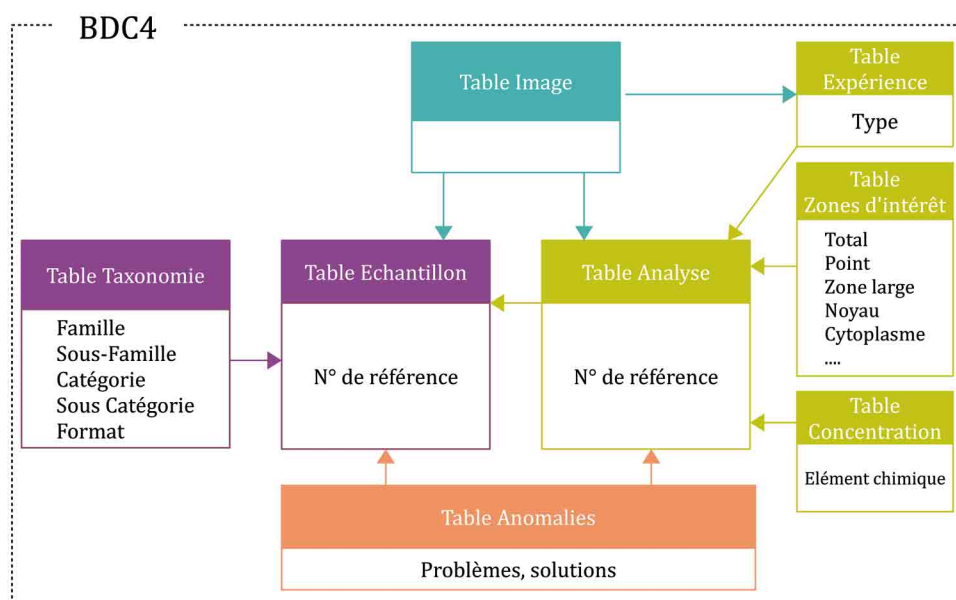 BDC4
Table Image
Table
Expérience
Type
Table
Zones d'intérêt
Total
Point
Zone large
Noyau
Cytoplasme
....
Table Taxonomie
Famille
Sous-Famille
Catégorie
Sous Catégorie
Format
Table Echantillon
N° de référence
Table Analyse
N° de référence
Table
Concentration
Elément chimique
Table Anomalies
Problèmes, solutions